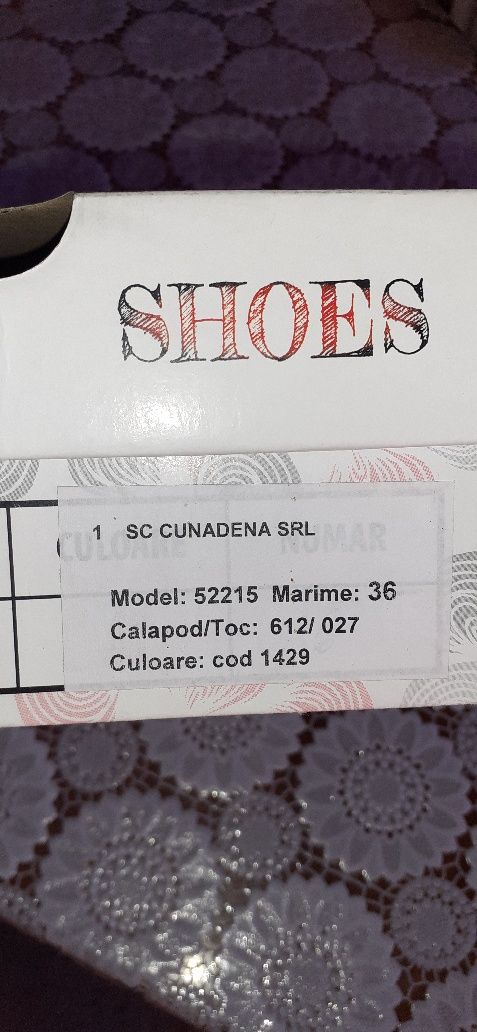 SHOES
CULOARE NUMAR
1 SC CUNADENA SRL
Model: 52215 Marime: 36
Calapod/Toc: 612/ 027
Culoare: cod 1429